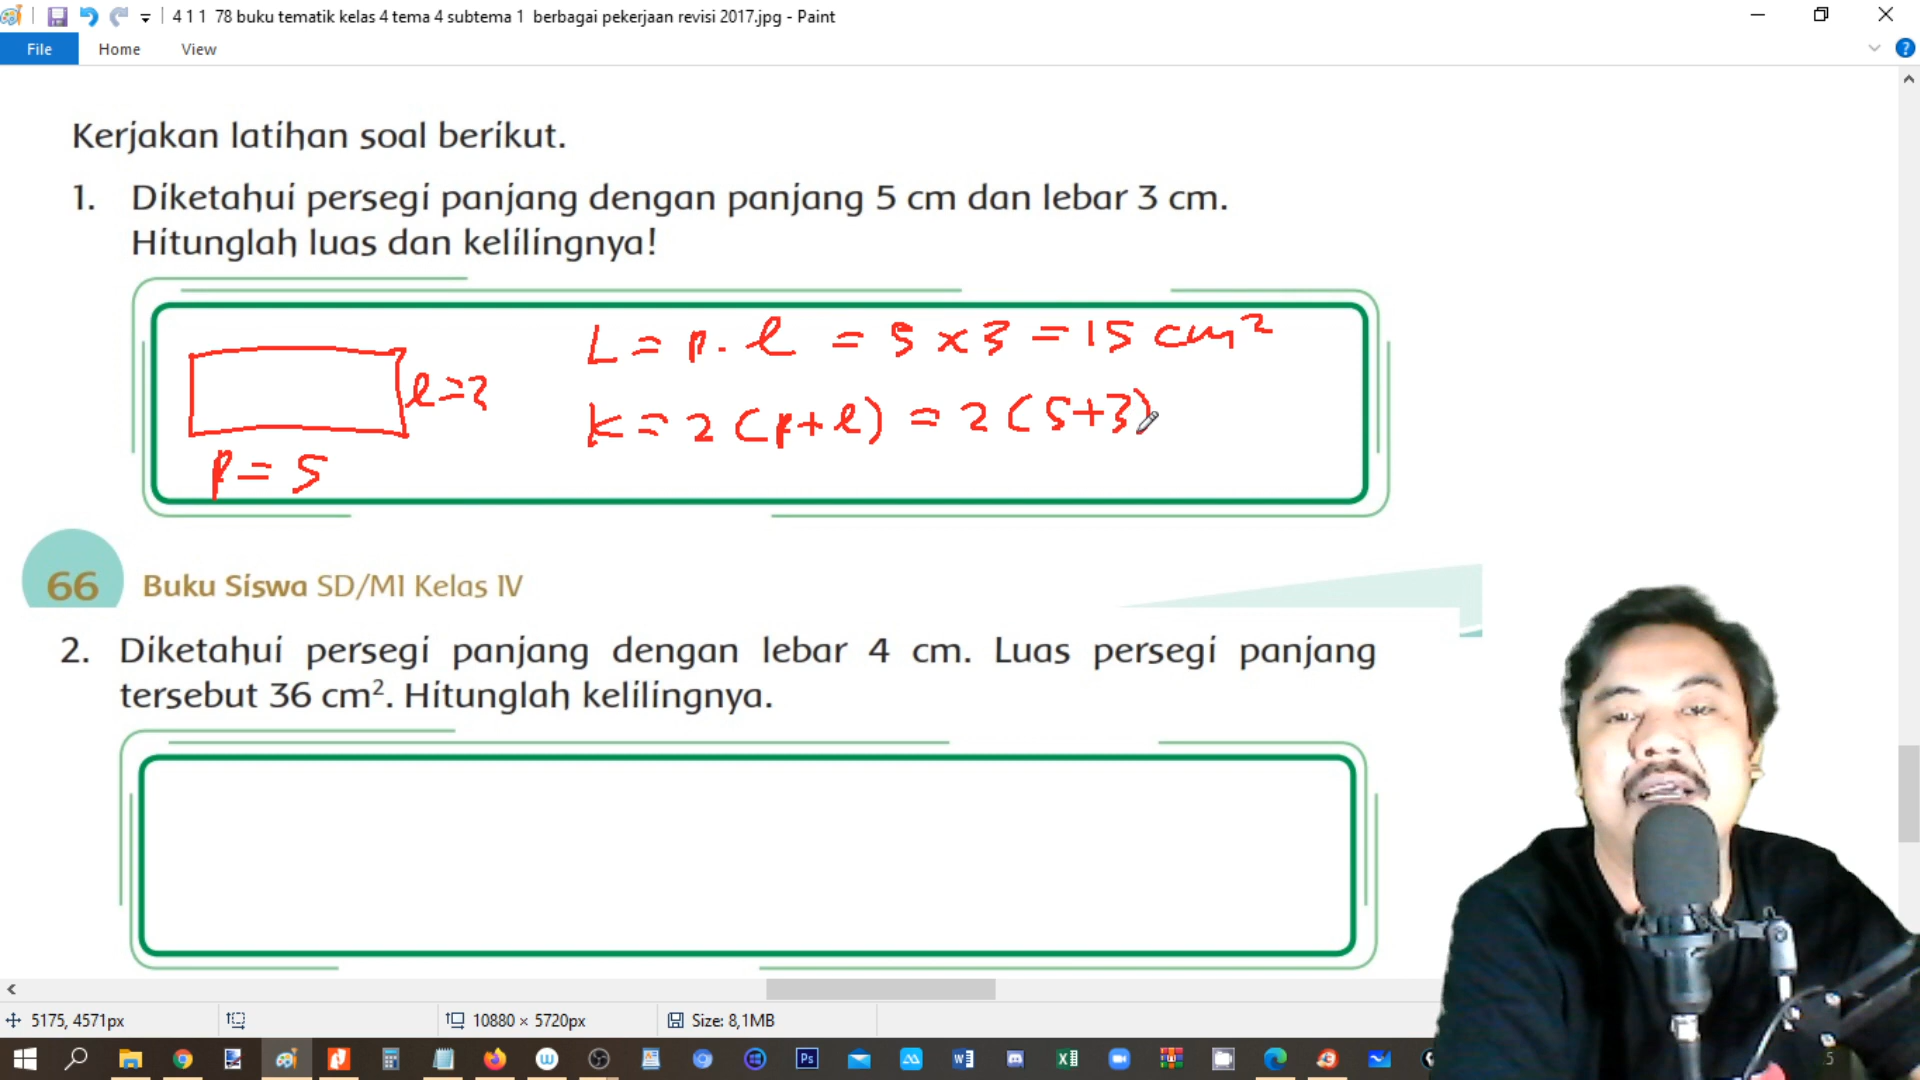 4 1 1 78 buku tematik kelas 4 tema 4 subtema 1 berbagai pekerjaan revisi 2017.jpg - Paint
File Home View
Kerjakan latihan soal berikut.
1. Diketahui persegi panjang dengan panjang 5 cm dan lebar 3 cm.
Hitunglah luas dan kelilingnya!
L = p . l = 5 x 3 = 15 cm²
l = 3
K = 2 (p+l) = 2 (5+3)
p = 5
66 Buku Siswa SD/MI Kelas IV
2. Diketahui persegi panjang dengan lebar 4 cm. Luas persegi panjang
tersebut 36 cm². Hitunglah kelilingnya.
5175, 4571px 10880 × 5720px Size: 8,1MB